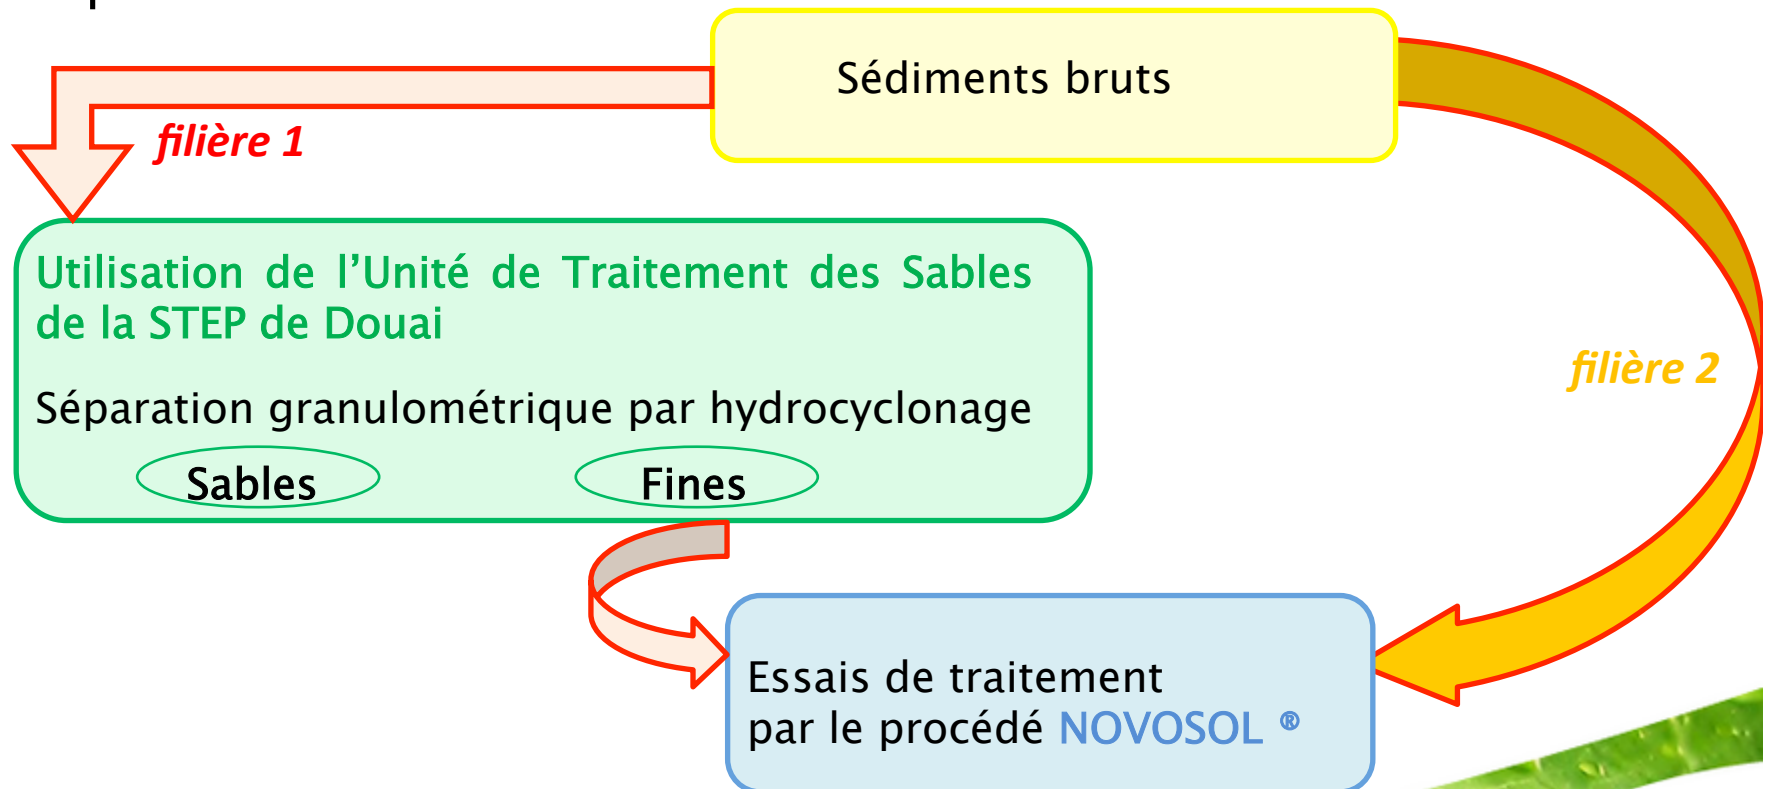 Sédiments bruts
filière 1
Utilisation de l’Unité de Traitement des Sables
de la STEP de Douai
filière 2
Séparation granulométrique par hydrocyclonage
Sables
Fines
Essais de traitement
par le procédé NOVOSOL ®